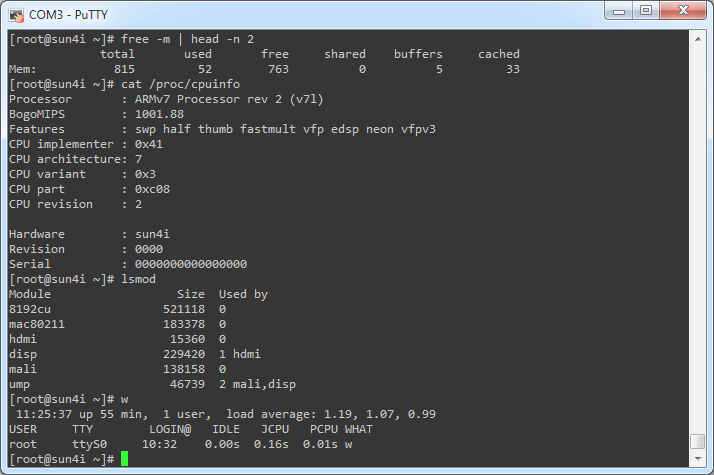 COM3 - PuTTY
[root@sun4i ~]# free -m | head -n 2
             total       used       free     shared    buffers     cached
Mem:           815         52        763          0          5         33
[root@sun4i ~]# cat /proc/cpuinfo
Processor       : ARMv7 Processor rev 2 (v7l)
BogoMIPS        : 1001.88
Features        : swp half thumb fastmult vfp edsp neon vfpv3
CPU implementer : 0x41
CPU architecture: 7
CPU variant     : 0x3
CPU part        : 0xc08
CPU revision    : 2

Hardware        : sun4i
Revision        : 0000
Serial          : 0000000000000000
[root@sun4i ~]# lsmod
Module                  Size  Used by
8192cu                521118  0
mac80211              183378  0
hdmi                   15360  0
disp                  229420  1 hdmi
mali                  138158  0
ump                    46739  2 mali,disp
[root@sun4i ~]# w
 11:25:37 up 55 min,  1 user,  load average: 1.19, 1.07, 0.99
USER     TTY        LOGIN@   IDLE   JCPU   PCPU WHAT
root     ttyS0     10:32    0.00s  0.16s  0.01s w
[root@sun4i ~]#